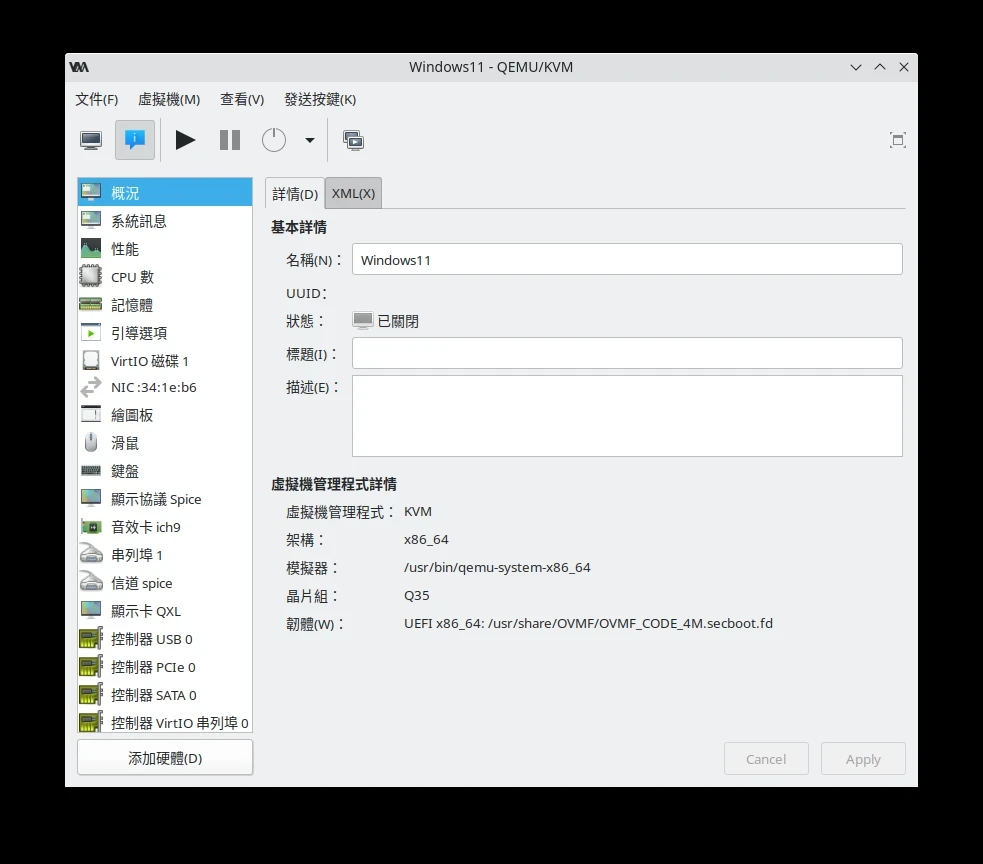 Windows11 - QEMU/KVM
文件(F) 虛擬機(M) 查看(V) 發送按鍵(K)
概況
系統訊息
性能
CPU 數
記憶體
引導選項
VirtIO 磁碟 1
NIC :34:1e:b6
繪圖板
滑鼠
鍵盤
顯示協議 Spice
音效卡 ich9
串列埠 1
信道 spice
顯示卡 QXL
控制器 USB 0
控制器 PCIe 0
控制器 SATA 0
控制器 VirtIO 串列埠 0
添加硬體(D)
詳情(D) XML(X)
基本詳情
名稱(N)： Windows11
UUID:
狀態： 已關閉
標題(I)：
描述(E)：
虛擬機管理程式詳情
虛擬機管理程式： KVM
架構： x86_64
模擬器： /usr/bin/qemu-system-x86_64
晶片組： Q35
韌體(W)： UEFI x86_64: /usr/share/OVMF/OVMF_CODE_4M.secboot.fd
Cancel Apply